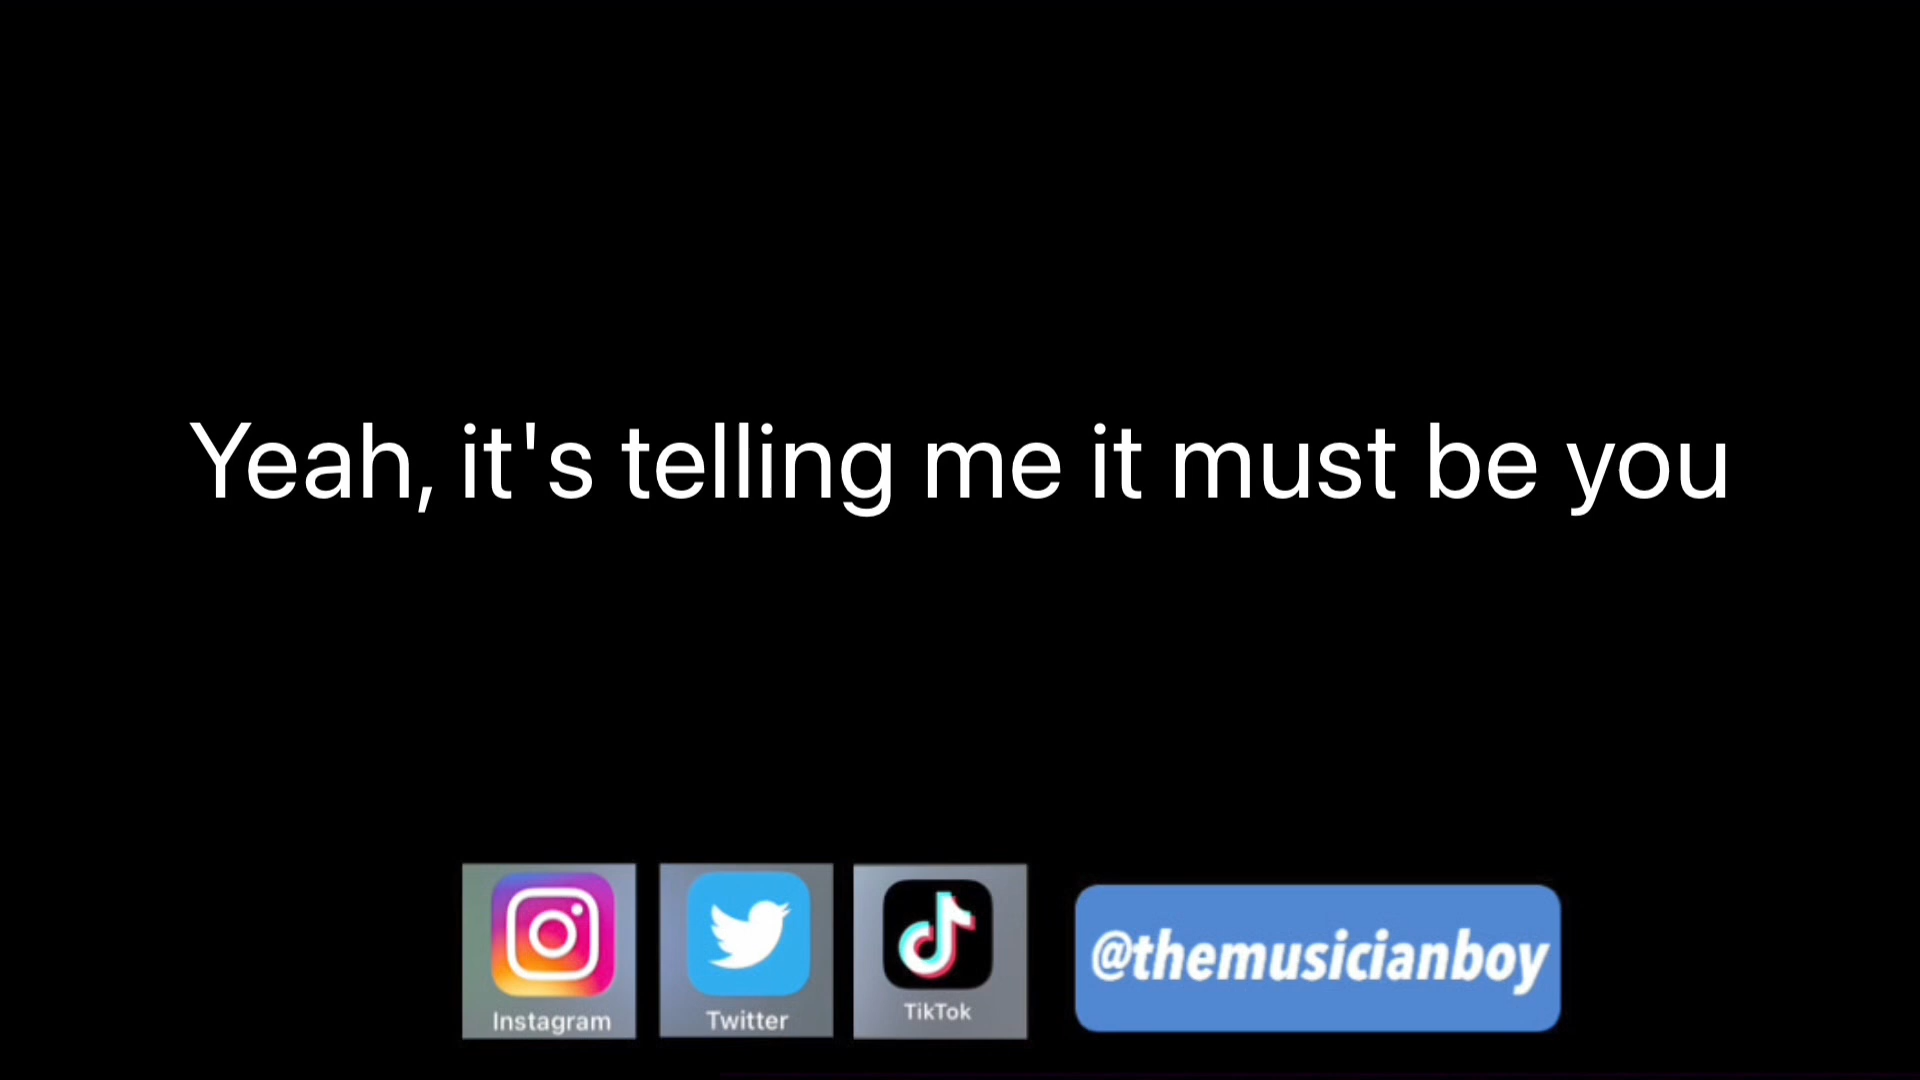 Yeah, it's telling me it must be you
Instagram
Twitter
TikTok
@themusicianboy